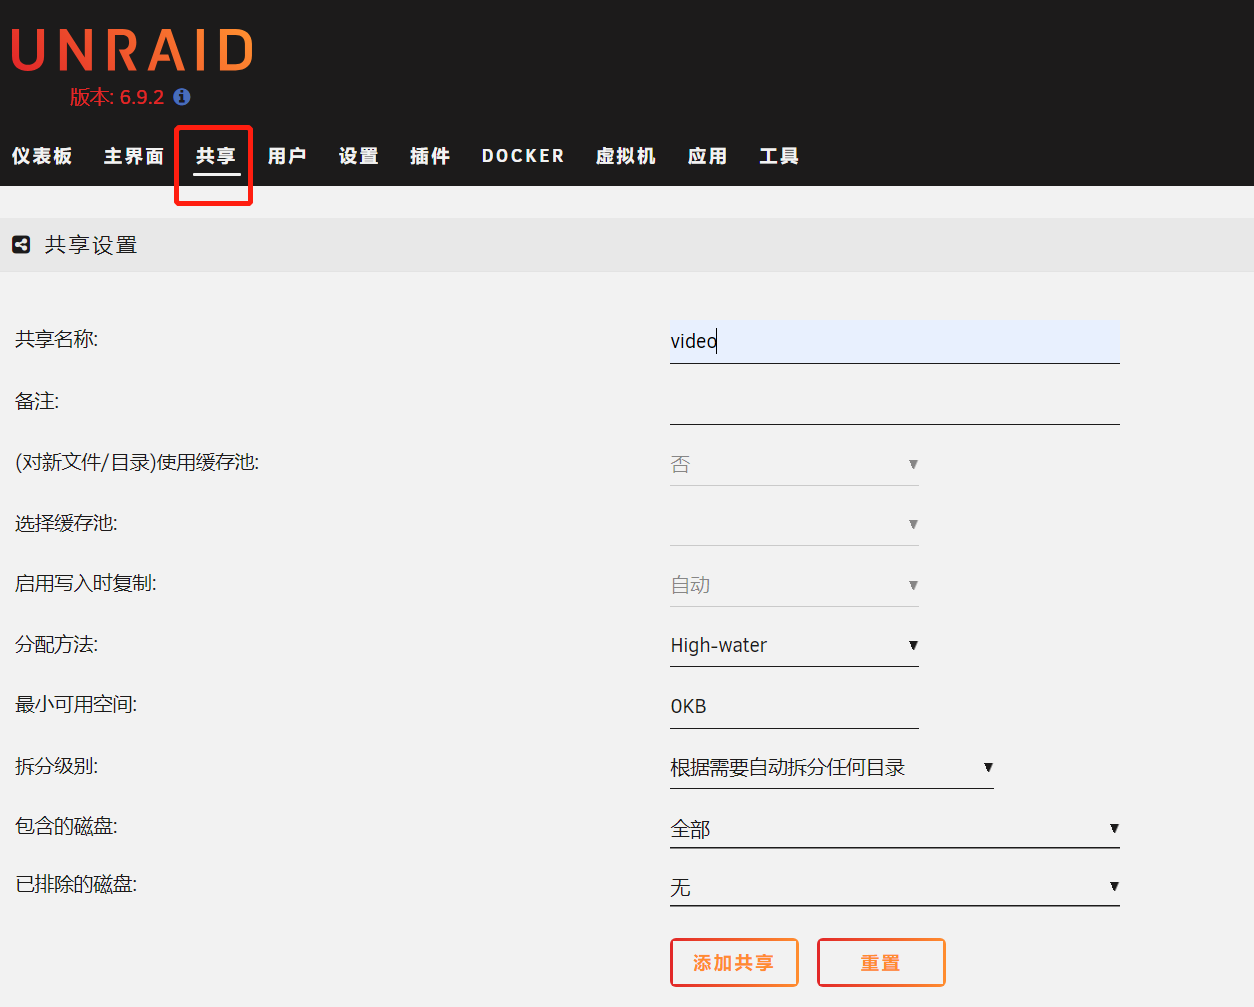 UNRAID
版本: 6.9.2
仪表板 主界面 共享 用户 设置 插件 DOCKER 虚拟机 应用 工具
共享设置
共享名称: video
备注:
(对新文件/目录)使用缓存池: 否
选择缓存池:
启用写入时复制: 自动
分配方法: High-water
最小可用空间: 0KB
拆分级别: 根据需要自动拆分任何目录
包含的磁盘: 全部
已排除的磁盘: 无
添加共享 重置